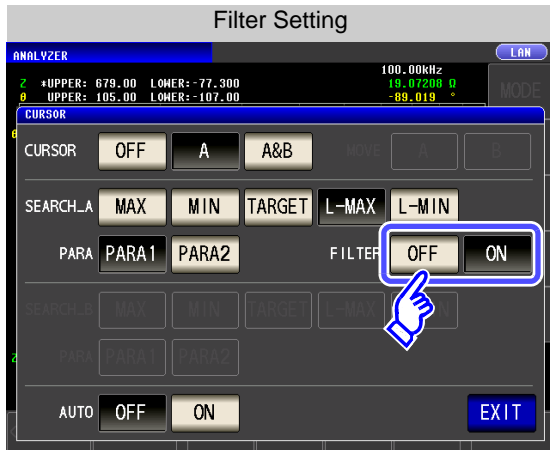 Filter Setting
ANALYZER LAN
100.00kHz
Z *UPPER: 679.00 LOWER:-77.300 19.07208 Ω
θ UPPER: 105.00 LOWER:-107.00 -89.019 °
MODE
CURSOR
θ
CURSOR OFF A A&B MOVE A B
SEARCH_A MAX MIN TARGET L-MAX L-MIN
PARA PARA1 PARA2 FILTER OFF ON
SEARCH_B MAX MIN TARGET L-MAX
PARA PARA1 PARA2
Z
AUTO OFF ON EXIT